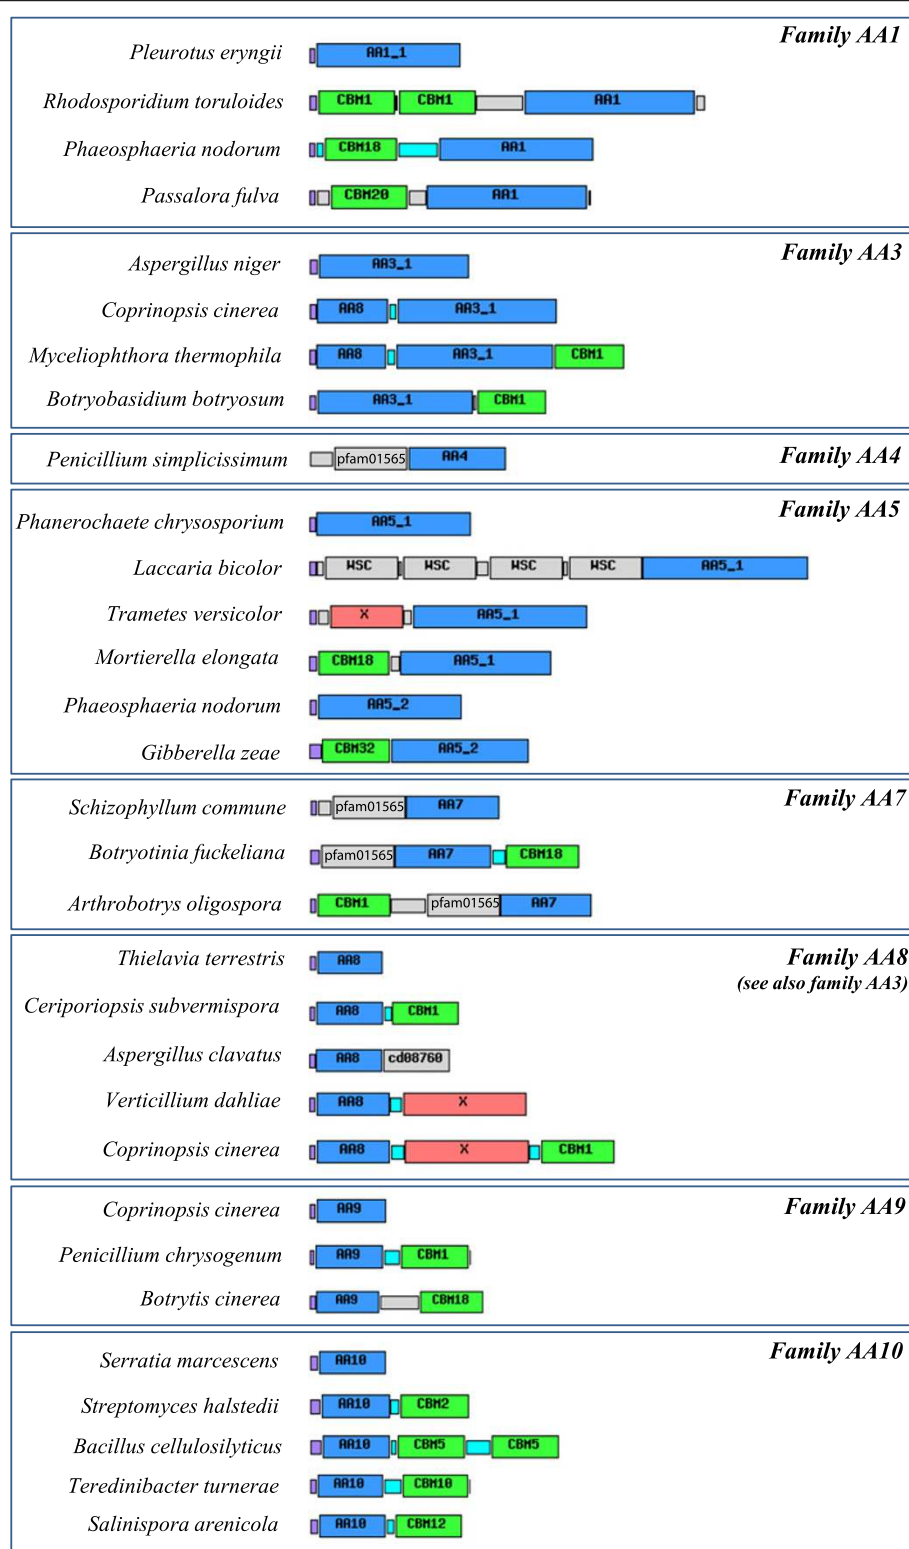 Family AA1
Pleurotus eryngii AA1_1
Rhodosporidium toruloides CBM1 CBM1 AA1
Phaeosphaeria nodorum CBM18 AA1
Passalora fulva CBM20 AA1
Family AA3
Aspergillus niger AA3_1
Coprinopsis cinerea AA8 AA3_1
Myceliophthora thermophila AA8 AA3_1 CBM1
Botryobasidium botryosum AA3_1 CBM1
Penicillium simplicissimum pfam01565 AA4 Family AA4
Family AA5
Phanerochaete chrysosporium AA5_1
Laccaria bicolor WSC WSC WSC WSC AA5_1
Trametes versicolor X AA5_1
Mortierella elongata CBM18 AA5_1
Phaeosphaeria nodorum AA5_2
Gibberella zeae CBM32 AA5_2
Family AA7
Schizophyllum commune pfam01565 AA7
Botryotinia fuckeliana pfam01565 AA7 CBM18
Arthrobotrys oligospora CBM1 pfam01565 AA7
Thielavia terrestris AA8 Family AA8
(see also family AA3)
Ceriporiopsis subvermispora AA8 CBM1
Aspergillus clavatus AA8 cd08760
Verticillium dahliae AA8 X
Coprinopsis cinerea AA8 X CBM1
Coprinopsis cinerea AA9 Family AA9
Penicillium chrysogenum AA9 CBM1
Botrytis cinerea AA9 CBM18
Family AA10
Serratia marcescens AA10
Streptomyces halstedii AA10 CBM2
Bacillus cellulosilyticus AA10 CBM5 CBM5
Teredinibacter turnerae AA10 CBM10
Salinispora arenicola AA10 CBM12